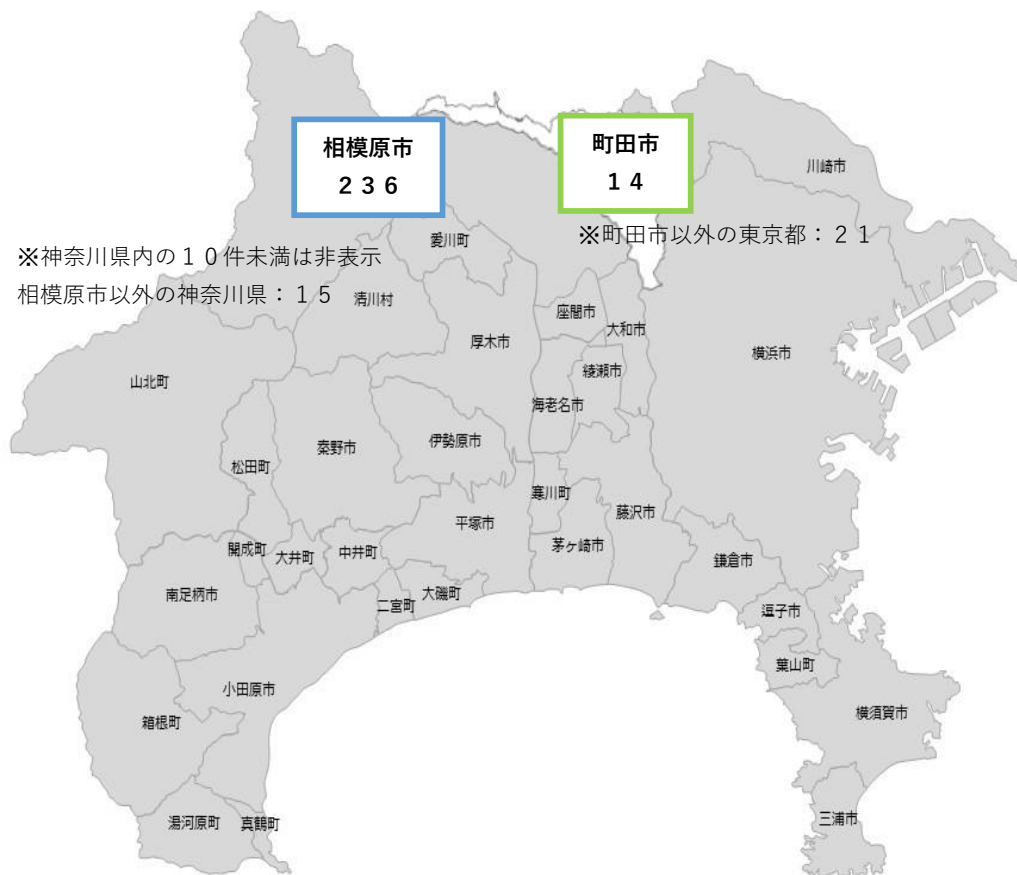 相模原市
２３６
町田市
１４
川崎市
※町田市以外の東京都：２１
愛川町
※神奈川県内の１０件未満は非表示
相模原市以外の神奈川県：１５
清川村
座間市
大和市
厚木市
横浜市
綾瀬市
山北町
海老名市
秦野市
伊勢原市
松田町
寒川町
藤沢市
平塚市
開成町
大井町
中井町
茅ヶ崎市
鎌倉市
南足柄市
大磯町
二宮町
逗子市
葉山町
小田原市
横須賀市
箱根町
湯河原町
真鶴町
三浦市